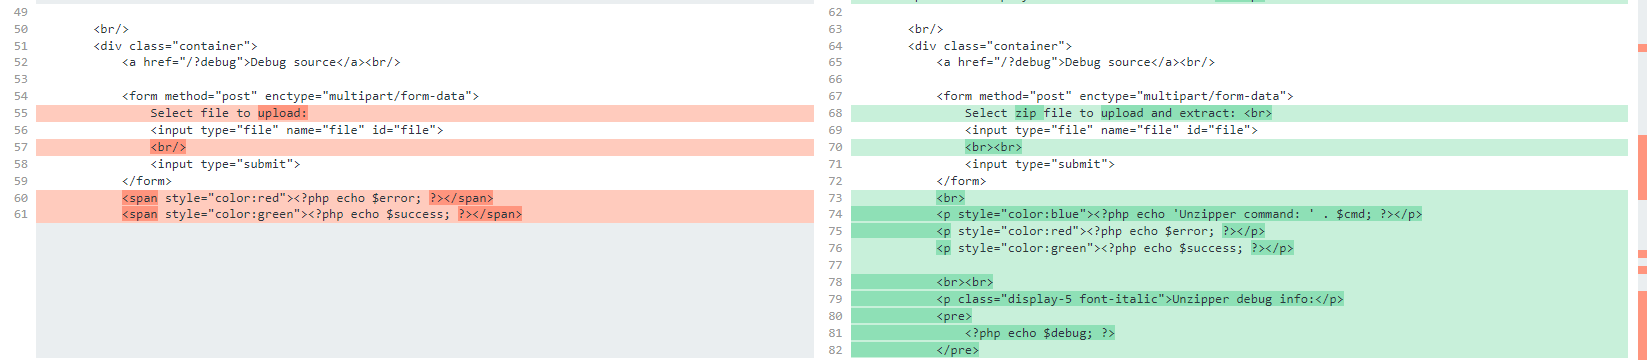 49
50 <br/>
51 <div class="container">
52 <a href="/?debug">Debug source</a><br/>
53
54 <form method="post" enctype="multipart/form-data">
55 Select file to upload:
56 <input type="file" name="file" id="file">
57 <br/>
58 <input type="submit">
59 </form>
60 <span style="color:red"><?php echo $error; ?></span>
61 <span style="color:green"><?php echo $success; ?></span>
62
63 <br/>
64 <div class="container">
65 <a href="/?debug">Debug source</a><br/>
66
67 <form method="post" enctype="multipart/form-data">
68 Select zip file to upload and extract: <br>
69 <input type="file" name="file" id="file">
70 <br><br>
71 <input type="submit">
72 </form>
73 <br>
74 <p style="color:blue"><?php echo 'Unzipper command: ' . $cmd; ?></p>
75 <p style="color:red"><?php echo $error; ?></p>
76 <p style="color:green"><?php echo $success; ?></p>
77
78 <br><br>
79 <p class="display-5 font-italic">Unzipper debug info:</p>
80 <pre>
81 <?php echo $debug; ?>
82 </pre>